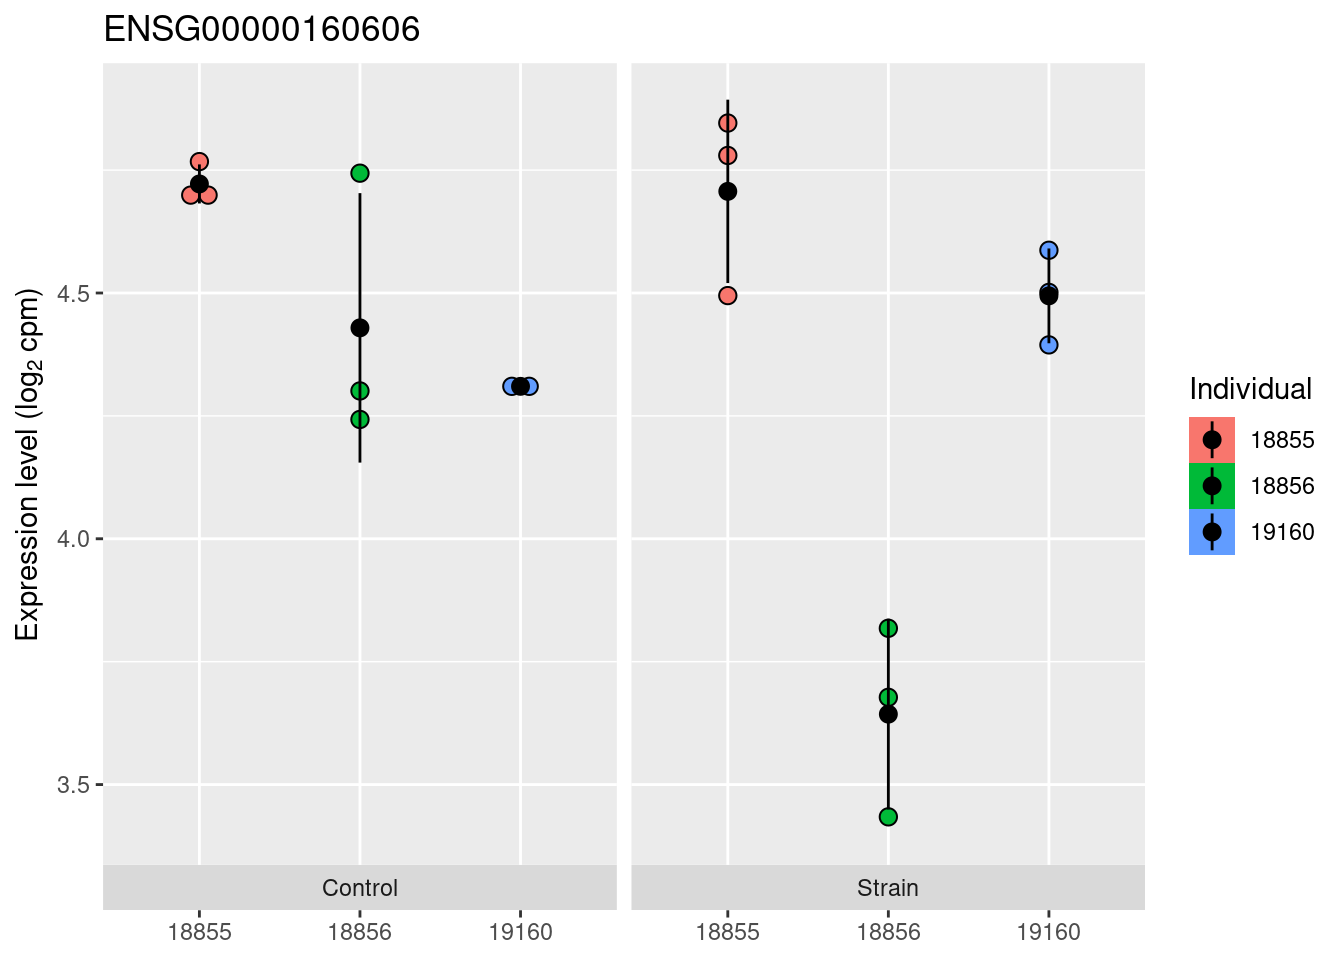 ENSG00000160606
Expression level (log2 cpm)
4.5
4.0
3.5
Control
Strain
18855
18856
19160
18855
18856
19160
Individual
18855
18856
19160